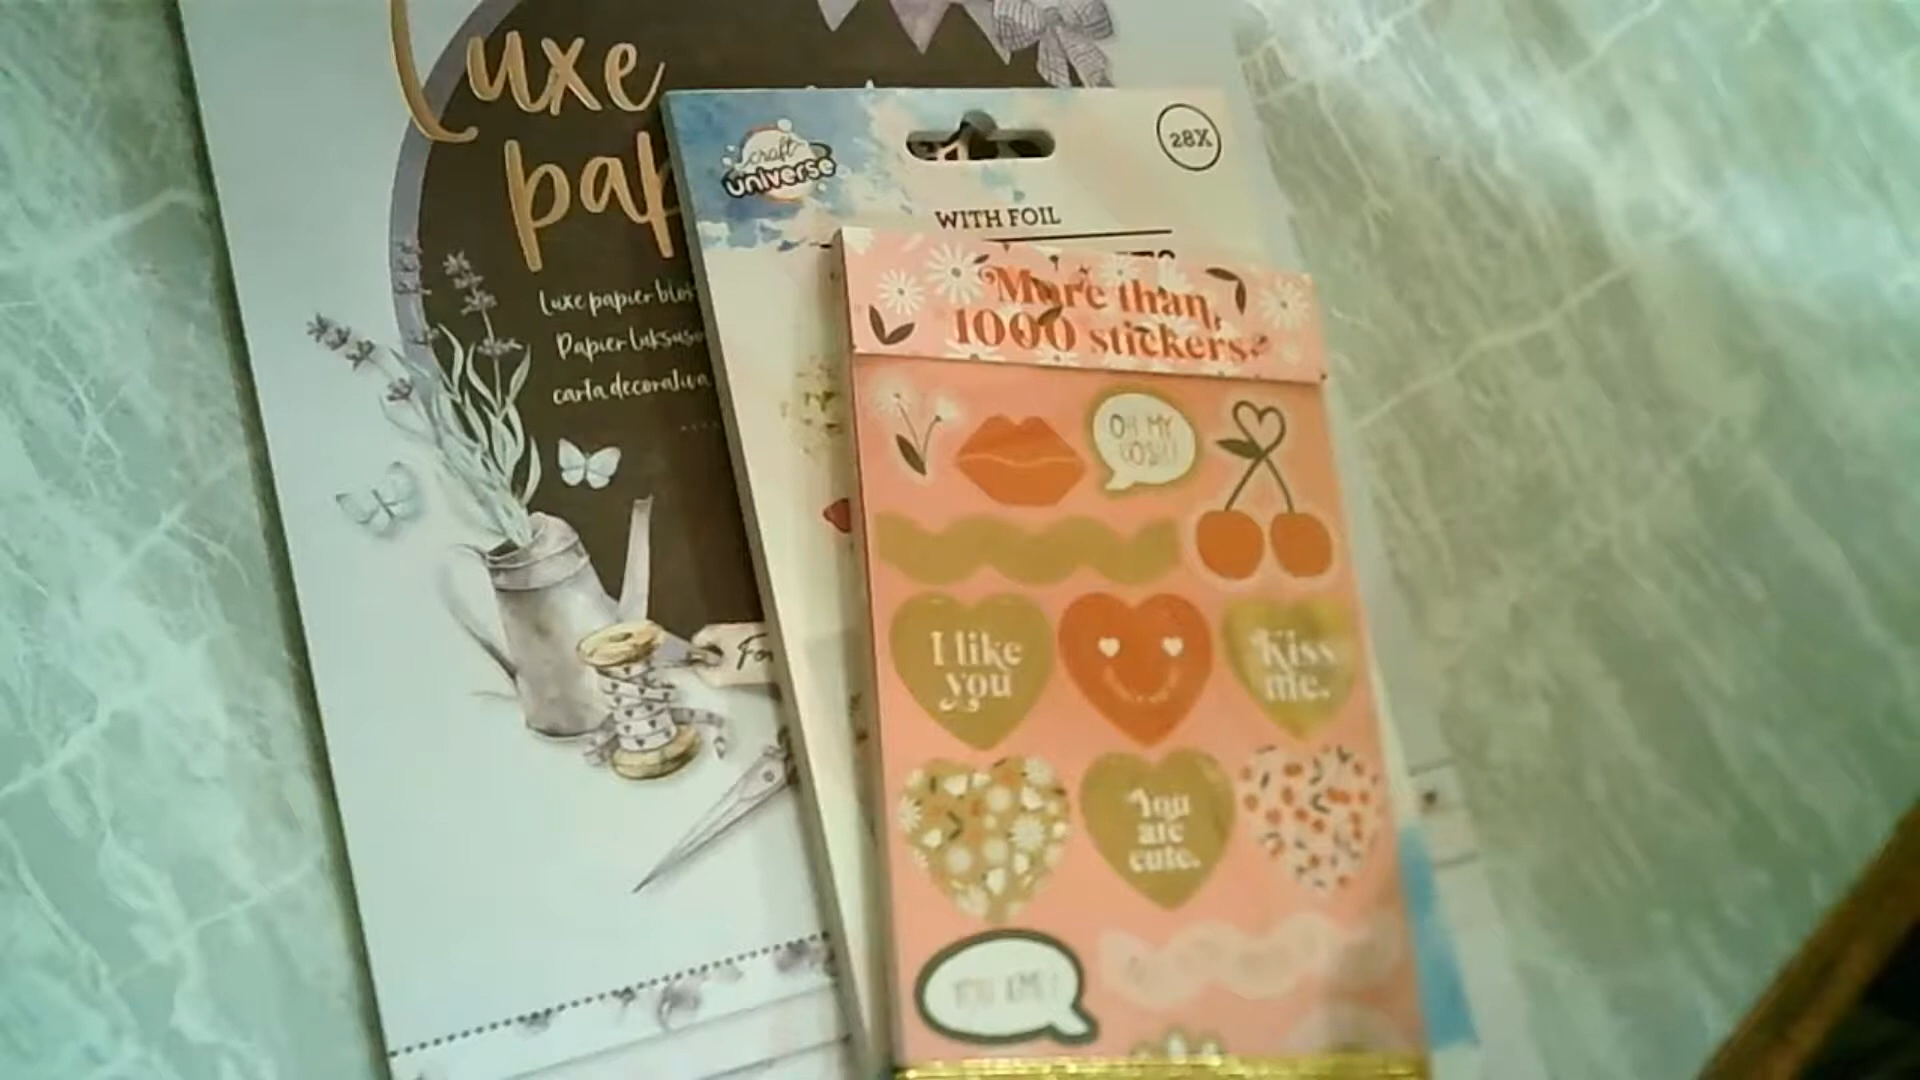 Luxe
pap
Luxe papier blo
Papier luksuso
carta decorativa
For
craft
universe
28X
WITH FOIL
More than
1000 stickers
OH MY
I like
you
Kiss
me.
You
are
cute.